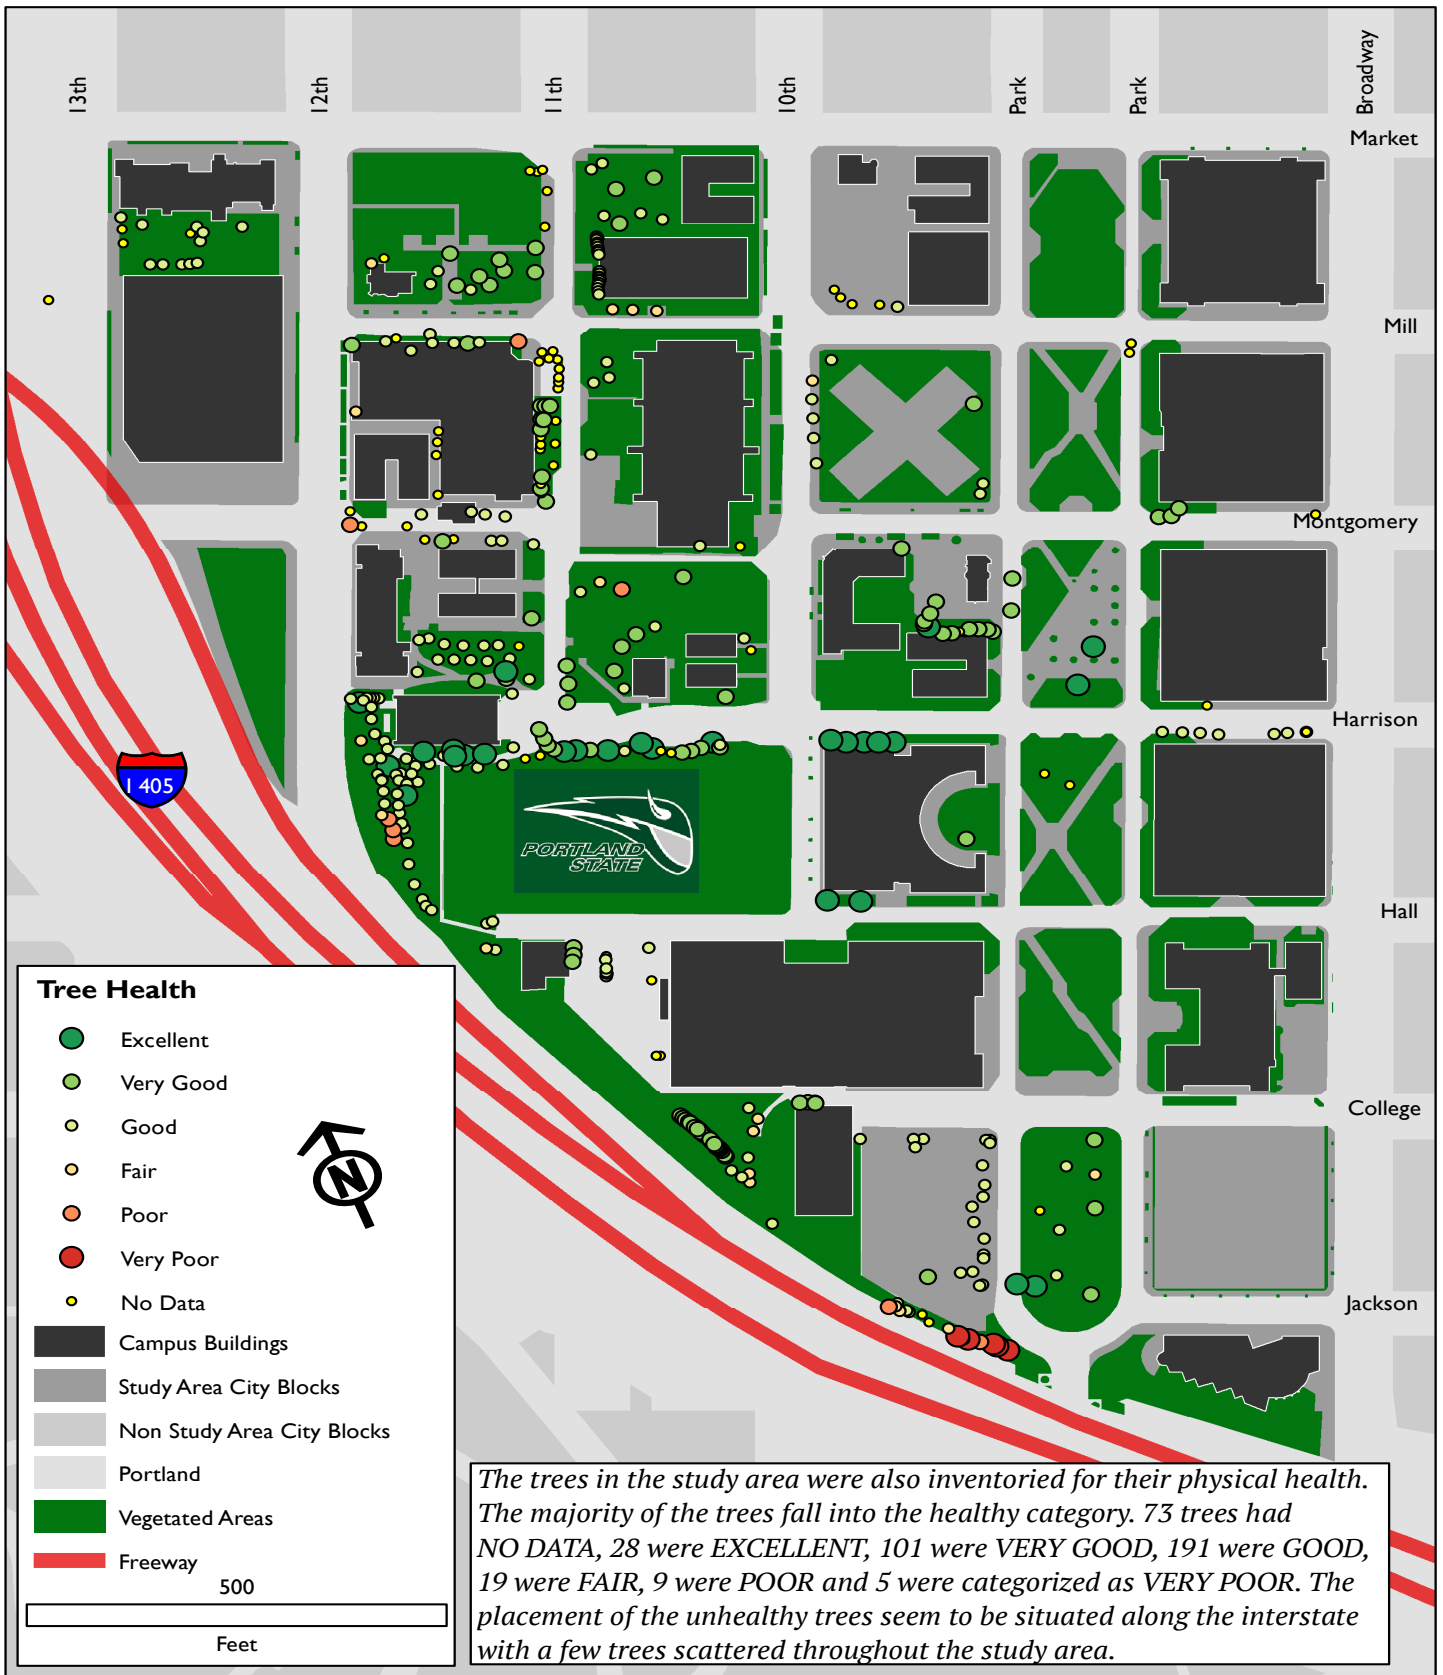 13th
12th
11th
10th
Park
Park
Broadway
Market
Mill
Montgomery
Harrison
I 405
PORTLAND
STATE
Hall
Tree Health
Excellent
Very Good
Good
Fair
Poor
Very Poor
No Data
Campus Buildings
Study Area City Blocks
Non Study Area City Blocks
Portland
Vegetated Areas
Freeway
500
Feet
N
College
Jackson
The trees in the study area were also inventoried for their physical health.
The majority of the trees fall into the healthy category. 73 trees had
NO DATA, 28 were EXCELLENT, 101 were VERY GOOD, 191 were GOOD,
19 were FAIR, 9 were POOR and 5 were categorized as VERY POOR. The
placement of the unhealthy trees seem to be situated along the interstate
with a few trees scattered throughout the study area.